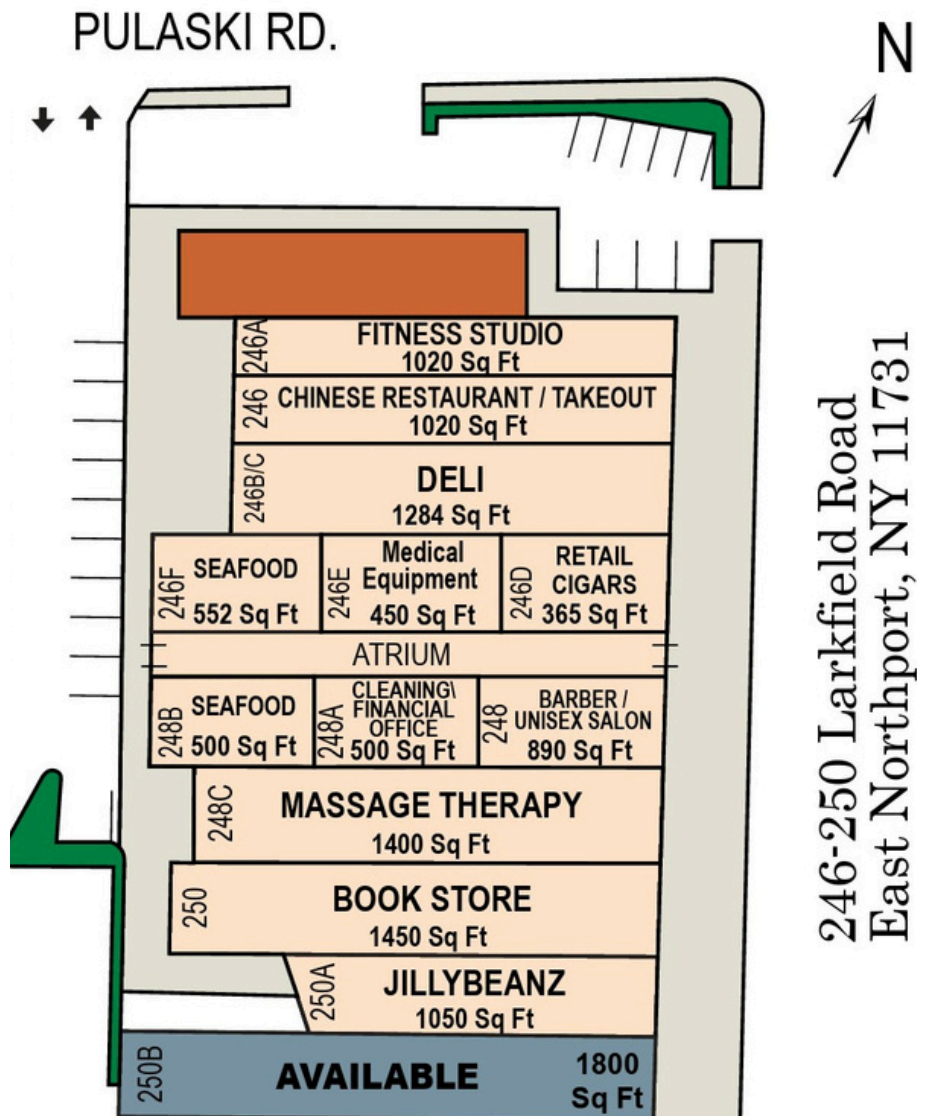 PULASKI RD.
N
246A
FITNESS STUDIO
1020 Sq Ft
246
CHINESE RESTAURANT / TAKEOUT
1020 Sq Ft
246B/C
DELI
1284 Sq Ft
246F
SEAFOOD
552 Sq Ft
246E
Medical
Equipment
450 Sq Ft
246D
RETAIL
CIGARS
365 Sq Ft
ATRIUM
248B
SEAFOOD
500 Sq Ft
248A
CLEANING\
FINANCIAL
OFFICE
500 Sq Ft
248
BARBER /
UNISEX SALON
890 Sq Ft
248C
MASSAGE THERAPY
1400 Sq Ft
250
BOOK STORE
1450 Sq Ft
250A
JILLYBEANZ
1050 Sq Ft
250B
AVAILABLE
1800
Sq Ft
246-250 Larkfield Road
East Northport, NY 11731